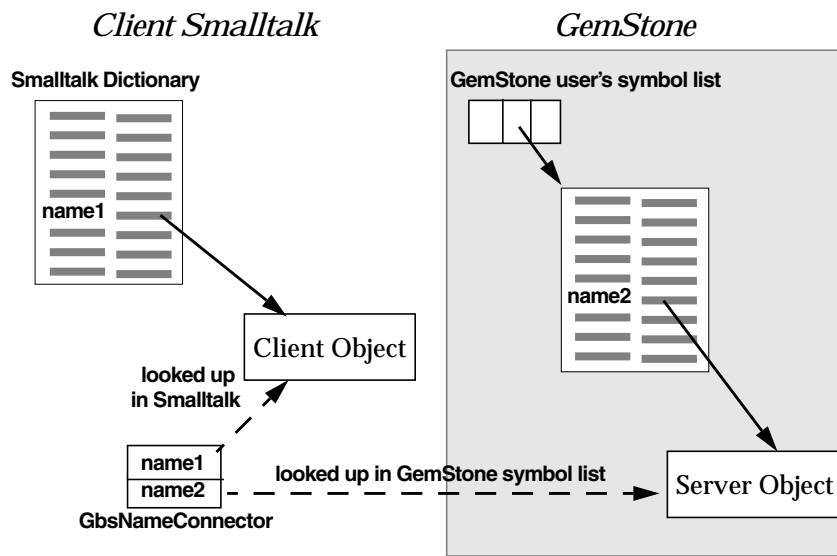 Client Smalltalk
GemStone
Smalltalk Dictionary
GemStone user's symbol list
name1
name2
Client Object
looked up
in Smalltalk
name1
name2
GbsNameConnector
looked up in GemStone symbol list
Server Object